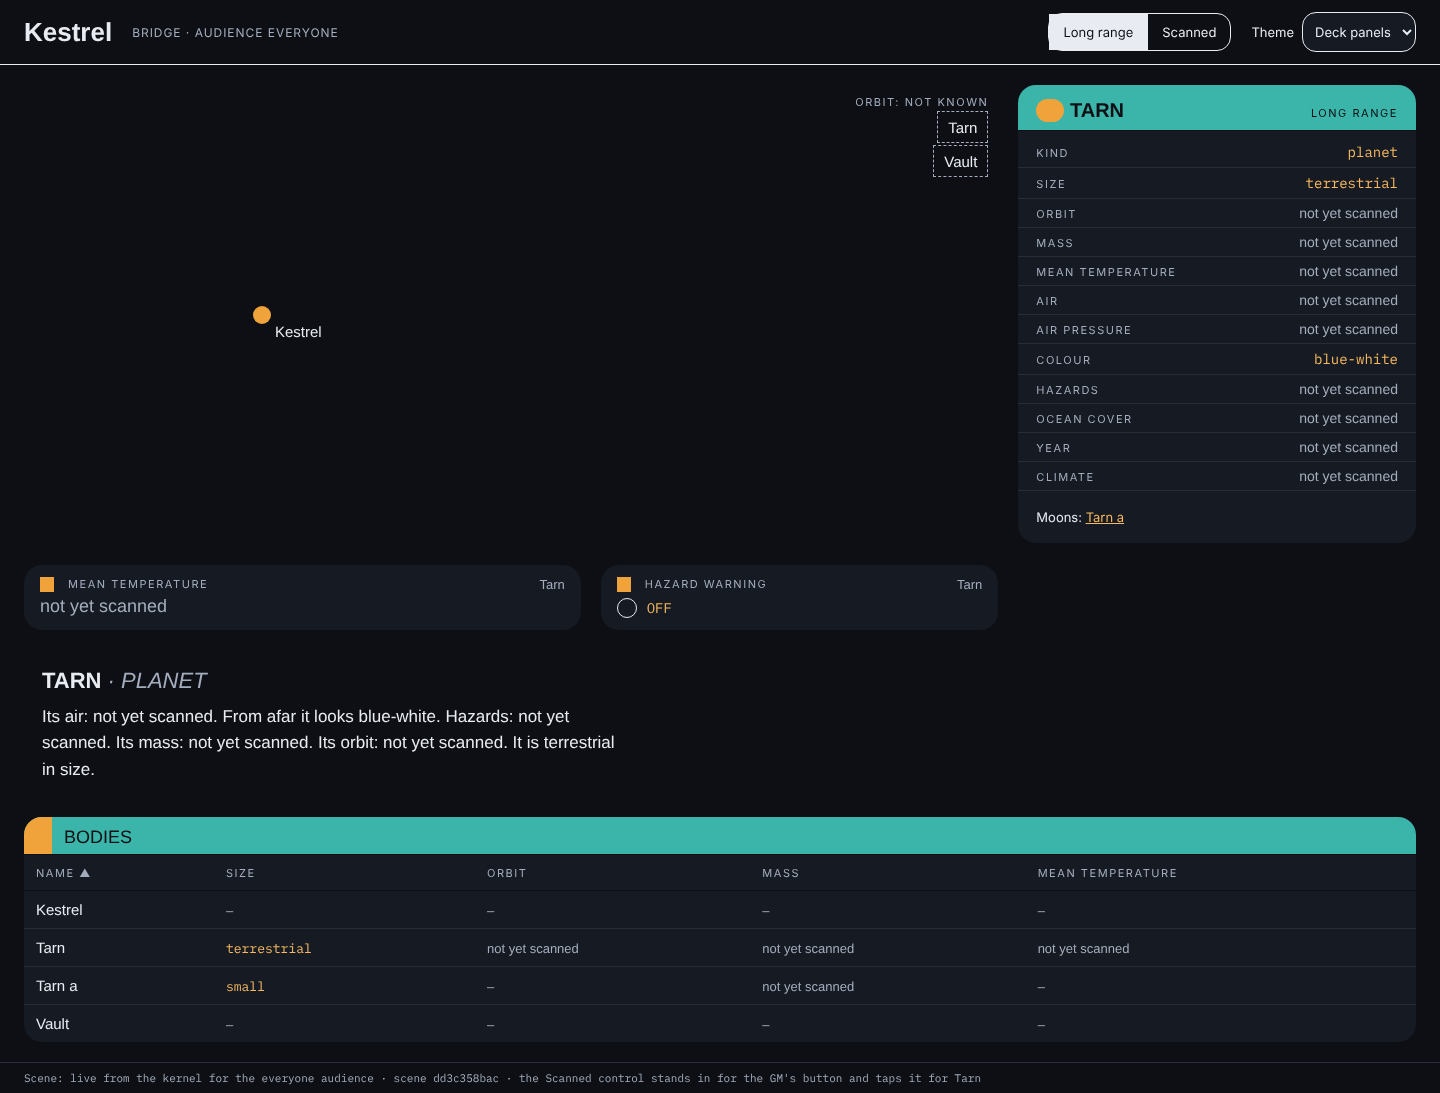 Kestrel
BRIDGE · AUDIENCE EVERYONE
Long range
Scanned
Theme
Deck panels
ORBIT: NOT KNOWN
Tarn
Vault
Kestrel
TARN
LONG RANGE
KIND planet
SIZE terrestrial
ORBIT not yet scanned
MASS not yet scanned
MEAN TEMPERATURE not yet scanned
AIR not yet scanned
AIR PRESSURE not yet scanned
COLOUR blue-white
HAZARDS not yet scanned
OCEAN COVER not yet scanned
YEAR not yet scanned
CLIMATE not yet scanned
Moons: Tarn a
MEAN TEMPERATURE Tarn
not yet scanned
HAZARD WARNING Tarn
OFF
TARN · PLANET
Its air: not yet scanned. From afar it looks blue-white. Hazards: not yet
scanned. Its mass: not yet scanned. Its orbit: not yet scanned. It is terrestrial
in size.
BODIES
NAME ▲ SIZE ORBIT MASS MEAN TEMPERATURE
Kestrel – – – –
Tarn terrestrial not yet scanned not yet scanned not yet scanned
Tarn a small – not yet scanned –
Vault – – – –
Scene: live from the kernel for the everyone audience · scene dd3c358bac · the Scanned control stands in for the GM's button and taps it for Tarn